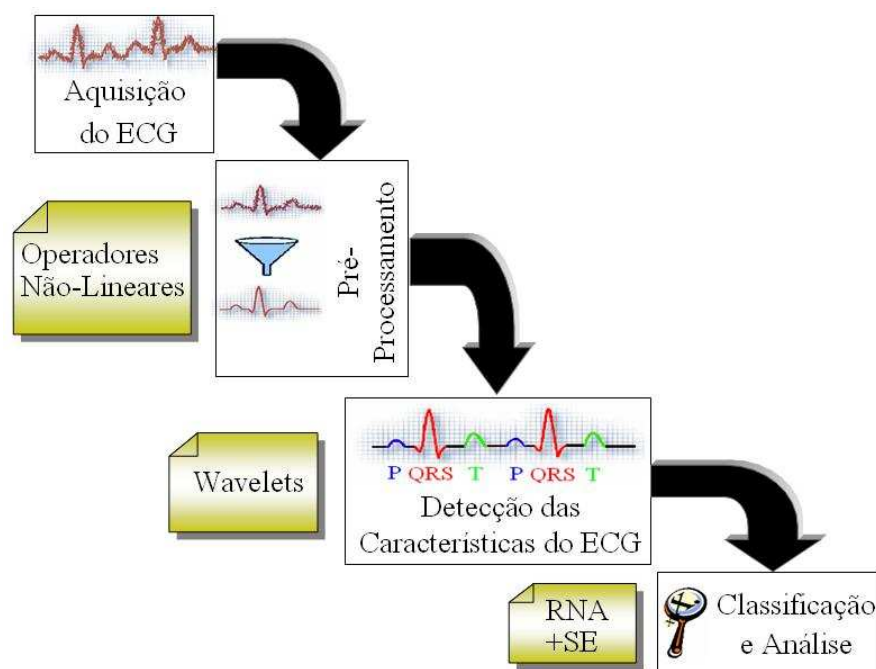 Aquisição
do ECG
Operadores
Não-Lineares
Pré-
Processamento
Wavelets
P QRS T P QRS T
Detecção das
Características do ECG
RNA
+SE
Classificação
e Análise